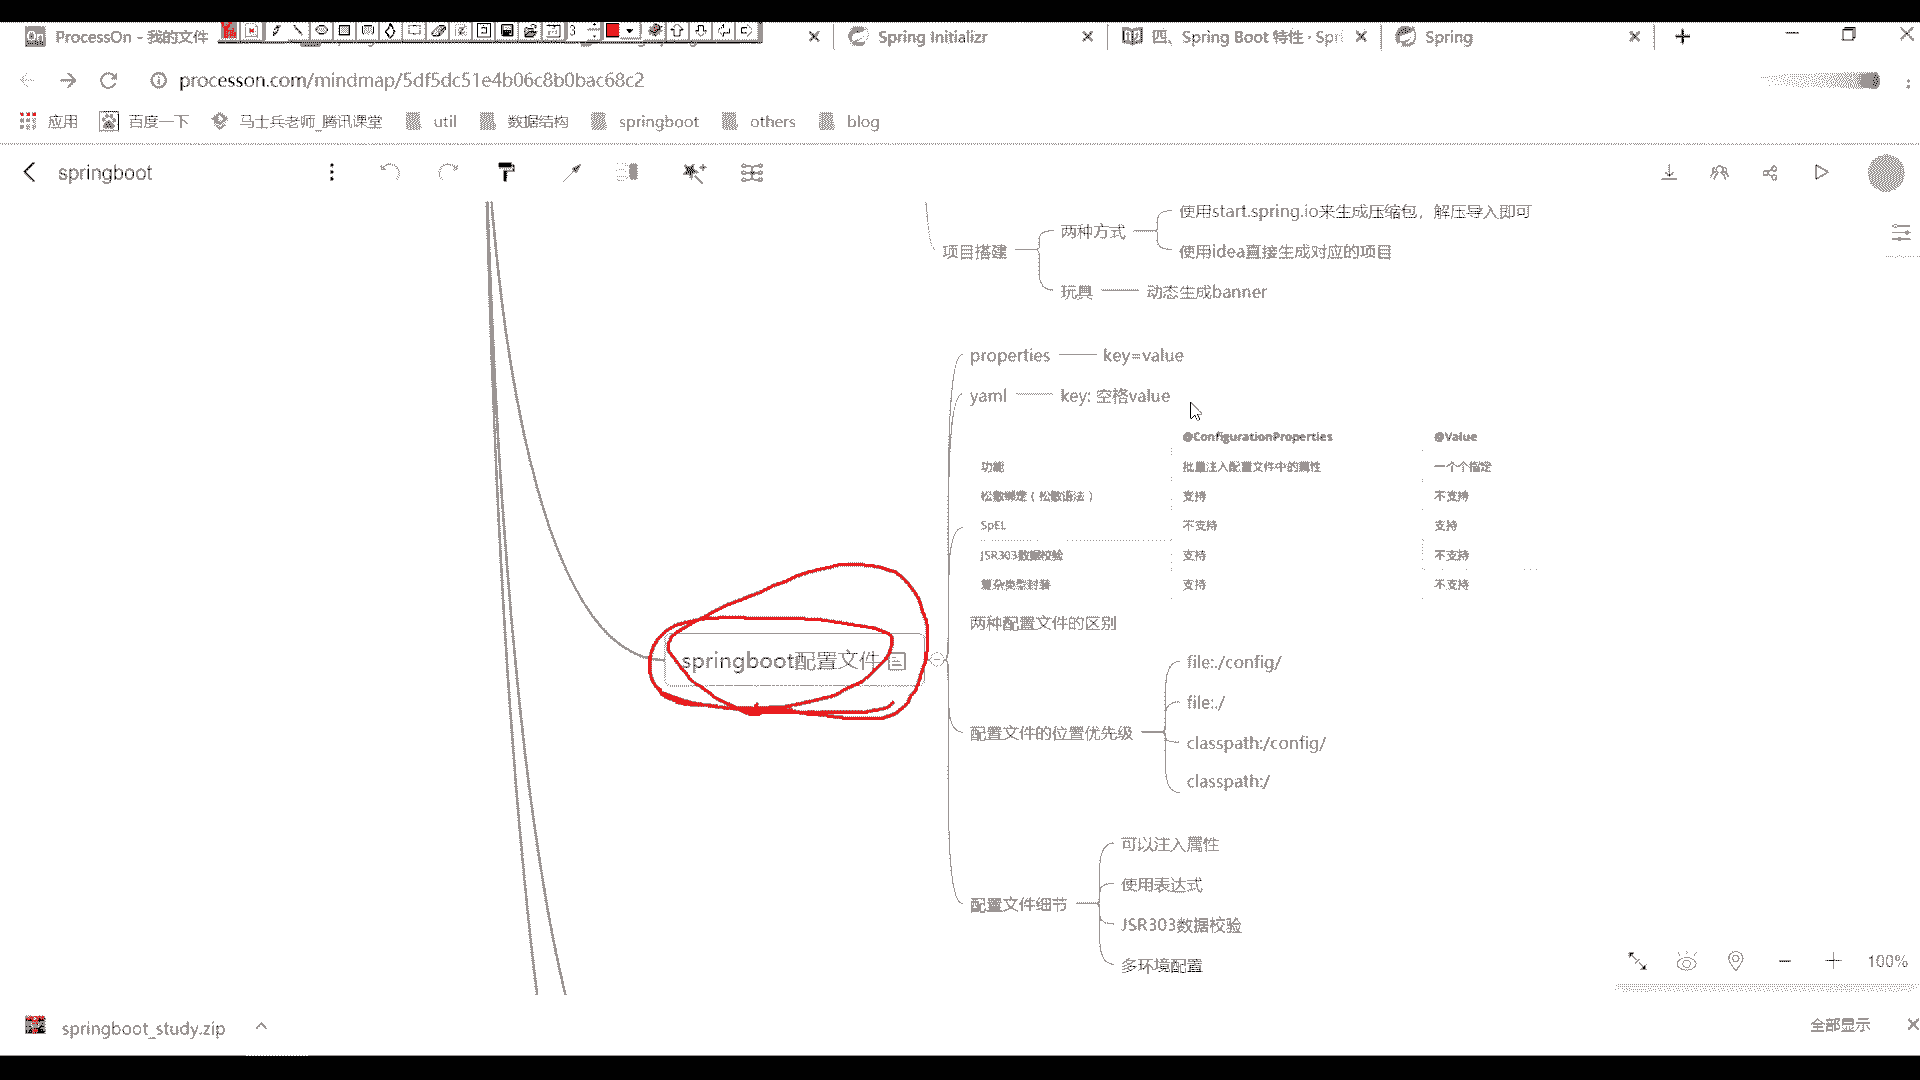 ProcessOn - 我的文件
Spring Initializr
四、Spring Boot 特性 · Spri
Spring
processon.com/mindmap/5df5dc51e4b06c8b0bac68c2
应用
百度一下
马士兵老师_腾讯课堂
util
数据结构
springboot
others
blog
springboot
3
使用start.spring.io来生成压缩包，解压导入即可
两种方式
项目搭建
使用idea直接生成对应的项目
玩具
动态生成banner
properties
key=value
yaml
key: 空格value
@ConfigurationProperties
@Value
功能
批量注入配置文件中的属性
一个个指定
松散绑定（松散语法）
支持
不支持
SpEL
不支持
支持
JSR303数据校验
支持
不支持
复杂类型封装
支持
不支持
两种配置文件的区别
springboot配置文件
file:./config/
file:./
配置文件的位置优先级
classpath:/config/
classpath:/
可以注入属性
使用表达式
配置文件细节
JSR303数据校验
多环境配置
100%
springboot_study.zip
全部显示